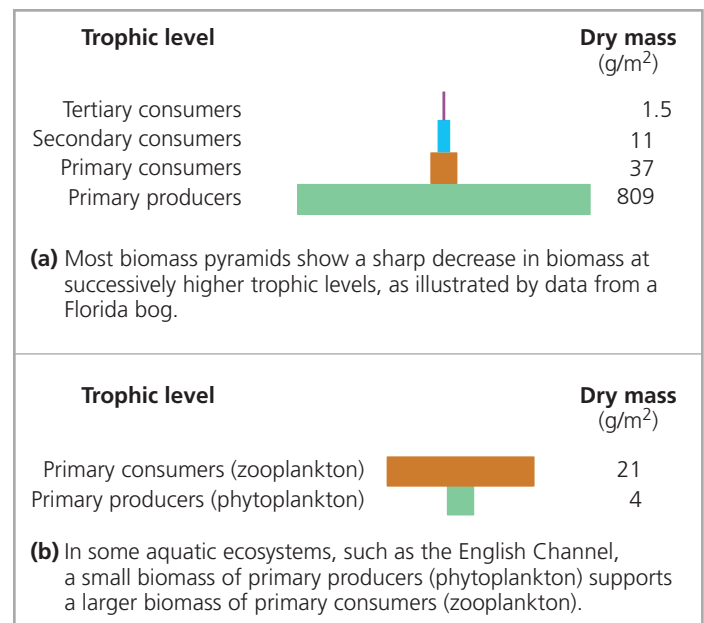 Trophic level Dry mass
(g/m²)
Tertiary consumers 1.5
Secondary consumers 11
Primary consumers 37
Primary producers 809
(a) Most biomass pyramids show a sharp decrease in biomass at
successively higher trophic levels, as illustrated by data from a
Florida bog.
Trophic level Dry mass
(g/m²)
Primary consumers (zooplankton) 21
Primary producers (phytoplankton) 4
(b) In some aquatic ecosystems, such as the English Channel,
a small biomass of primary producers (phytoplankton) supports
a larger biomass of primary consumers (zooplankton).